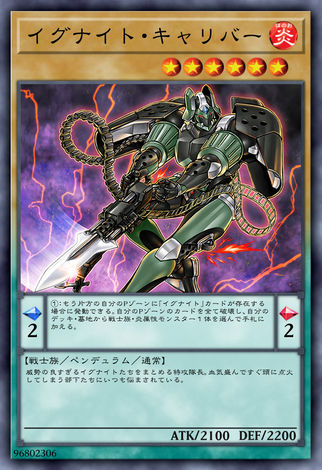 イグナイト・キャリバー
ほのお
炎
①:もう片方の自分のPゾーンに「イグナイト」カードが存在する
場合に発動できる。自分のPゾーンのカードを全て破壊し、自分の
デッキ・墓地から戦士族・炎属性モンスター1体を選んで手札に
加える。
2
2
【戦士族/ペンデュラム/通常】
威勢の良すぎるイグナイトたちをまとめる特攻隊長。血気盛んですぐ頭に点火
してしまう部下たちにいつも悩まされている。
ATK/2100 DEF/2200
96802306